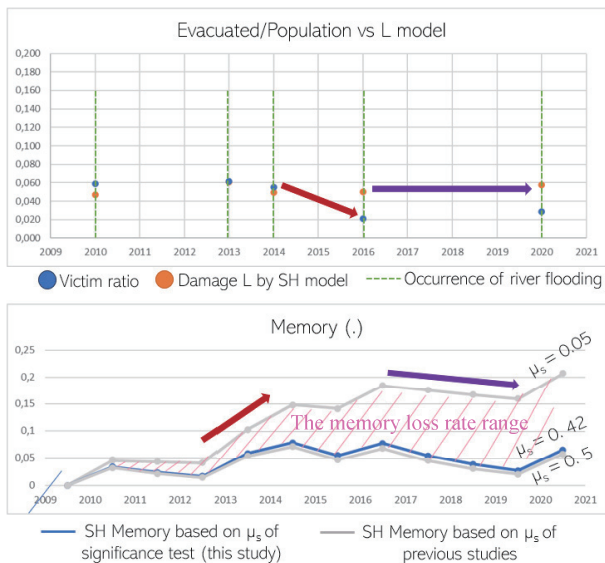 Evacuated/Population vs L model
0,200
0,180
0,160
0,140
0,120
0,100
0,080
0,060
0,040
0,020
0,000
2009 2010 2011 2012 2013 2014 2015 2016 2017 2018 2019 2020 2021
Victim ratio Damage L by SH model Occurrence of river flooding
Memory (.)
0,25
0,2
0,15
0,1
0,05
0
μs = 0.05
The memory loss rate range
μs = 0.42
μs = 0.5
2009 2010 2011 2012 2013 2014 2015 2016 2017 2018 2019 2020 2021
SH Memory based on μs of
significance test (this study)
SH Memory based on μs of
previous studies